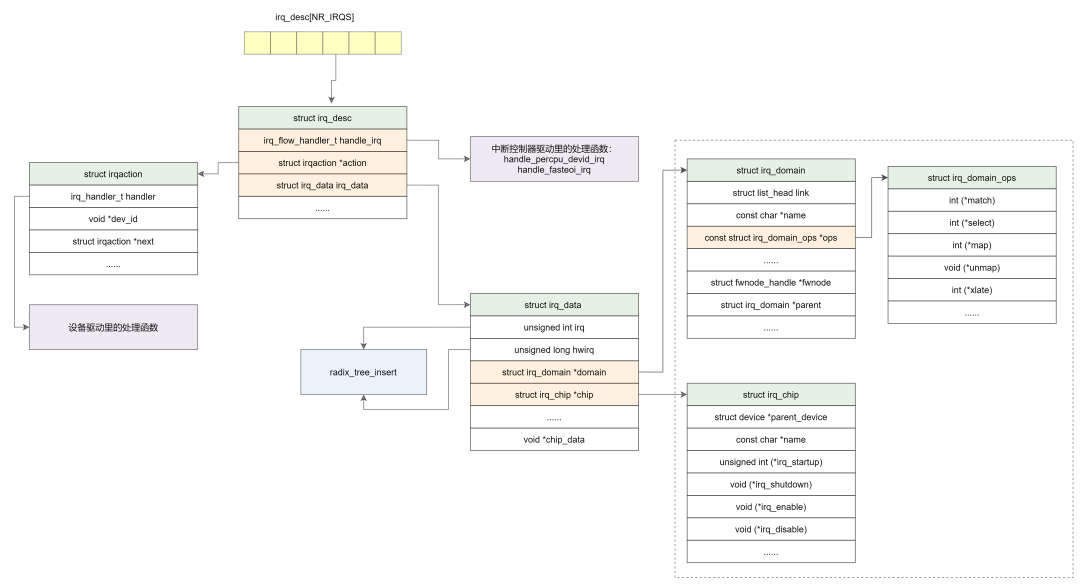 irq_desc[NR_IRQS]
struct irq_desc
irq_flow_handler_t handle_irq
struct irqaction *action
struct irq_data irq_data
......
中断控制器驱动里的处理函数：
handle_percpu_devid_irq
handle_fasteoi_irq
struct irqaction
irq_handler_t handler
void *dev_id
struct irqaction *next
......
设备驱动里的处理函数
struct irq_data
unsigned int irq
unsigned long hwirq
struct irq_domain *domain
struct irq_chip *chip
......
void *chip_data
radix_tree_insert
struct irq_domain
struct list_head link
const char *name
const struct irq_domain_ops *ops
......
struct fwnode_handle *fwnode
struct irq_domain *parent
......
struct irq_domain_ops
int (*match)
int (*select)
int (*map)
void (*unmap)
int (*xlate)
......
struct irq_chip
struct device *parent_device
const char *name
unsigned int (*irq_startup)
void (*irq_shutdown)
void (*irq_enable)
void (*irq_disable)
......